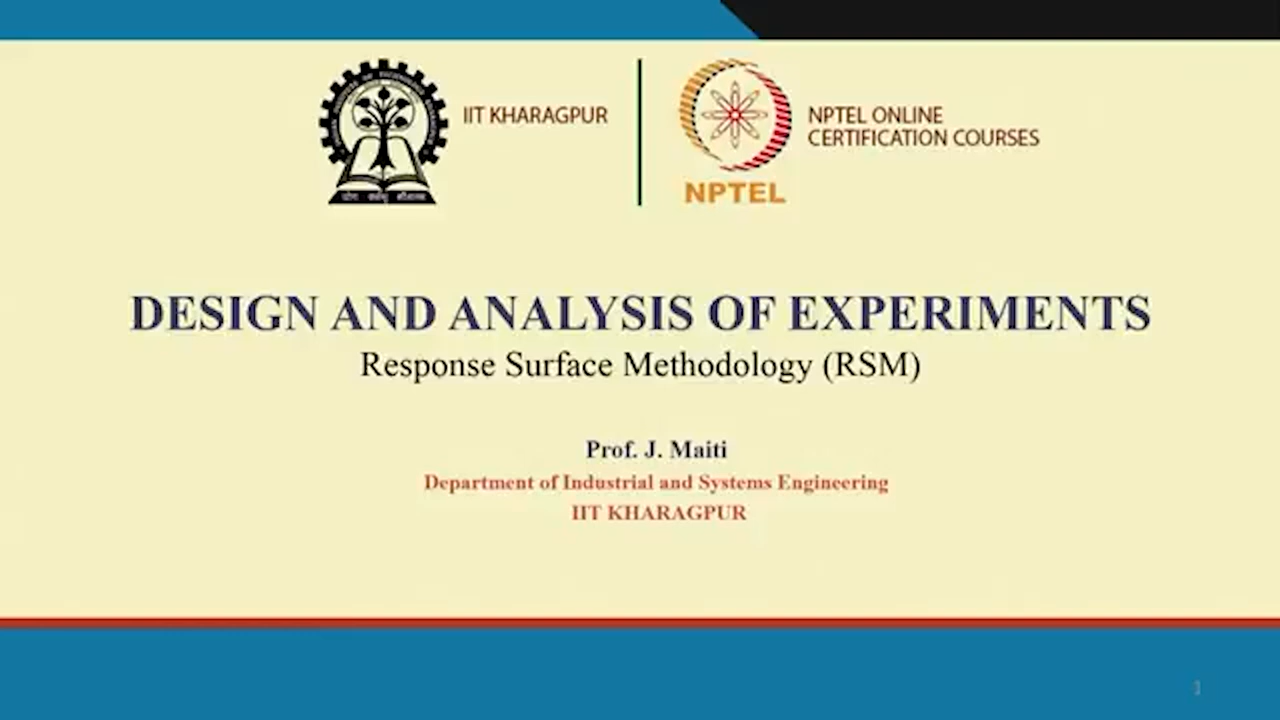 IIT KHARAGPUR
NPTEL ONLINE
CERTIFICATION COURSES
NPTEL
DESIGN AND ANALYSIS OF EXPERIMENTS
Response Surface Methodology (RSM)
Prof. J. Maiti
Department of Industrial and Systems Engineering
IIT KHARAGPUR
1